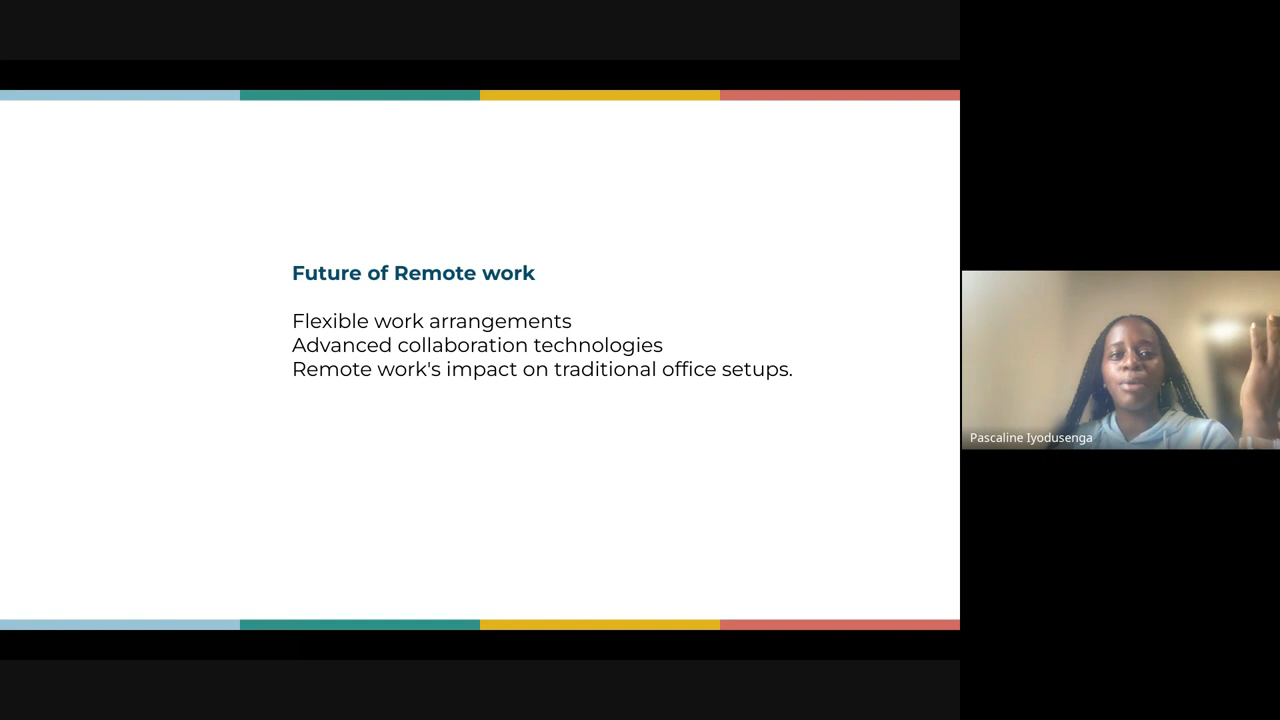 Future of Remote work
Flexible work arrangements
Advanced collaboration technologies
Remote work's impact on traditional office setups.
Pascaline Iyodusenga